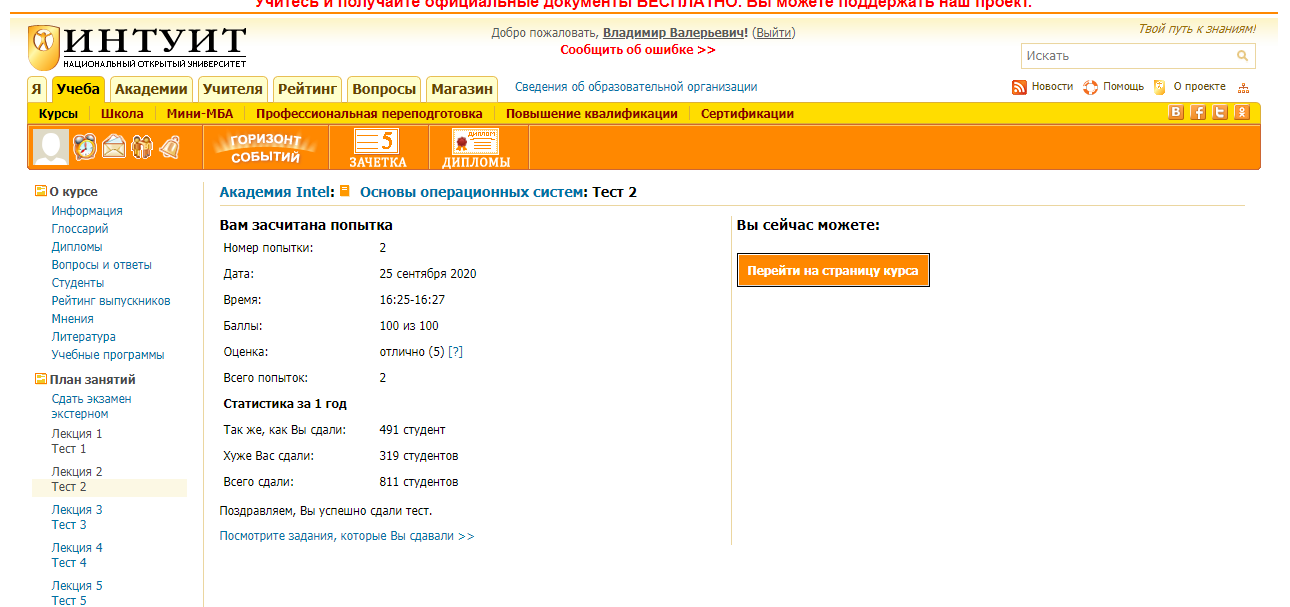 Учитесь и получайте официальные документы БЕСПЛАТНО. Вы можете поддержать наш проект.
ИНТУИТ
НАЦИОНАЛЬНЫЙ ОТКРЫТЫЙ УНИВЕРСИТЕТ
Добро пожаловать, Владимир Валерьевич! (Выйти)
Сообщить об ошибке >>
Твой путь к знаниям!
Искать
Я Учеба Академии Учителя Рейтинг Вопросы Магазин Сведения об образовательной организации
Новости Помощь О проекте
Курсы Школа Мини-МБА Профессиональная переподготовка Повышение квалификации Сертификации
ГОРИЗОНТ СОБЫТИЙ
5 ЗАЧЕТКА
ДИПЛОМ ДИПЛОМЫ
О курсе
Информация
Глоссарий
Дипломы
Вопросы и ответы
Студенты
Рейтинг выпускников
Мнения
Литература
Учебные программы
План занятий
Сдать экзамен
экстерном
Лекция 1
Тест 1
Лекция 2
Тест 2
Лекция 3
Тест 3
Лекция 4
Тест 4
Лекция 5
Тест 5
Академия Intel: Основы операционных систем: Тест 2
Вам засчитана попытка
Номер попытки: 2
Дата: 25 сентября 2020
Время: 16:25-16:27
Баллы: 100 из 100
Оценка: отлично (5) [?]
Всего попыток: 2
Статистика за 1 год
Так же, как Вы сдали: 491 студент
Хуже Вас сдали: 319 студентов
Всего сдали: 811 студентов
Поздравляем, Вы успешно сдали тест.
Посмотрите задания, которые Вы сдавали >>
Вы сейчас можете:
Перейти на страницу курса